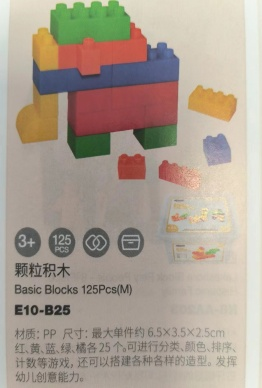 3+
125
PCS
颗粒积木
Basic Blocks 125Pcs(M)
E10-B25
材质: PP 尺寸: 最大单件约 6.5×3.5×2.5cm
红、黄、蓝、绿、橘各25个,可进行分类、颜色、排序、
计数等游戏，还可以搭建各种各样的造型。发挥
幼儿创意能力。